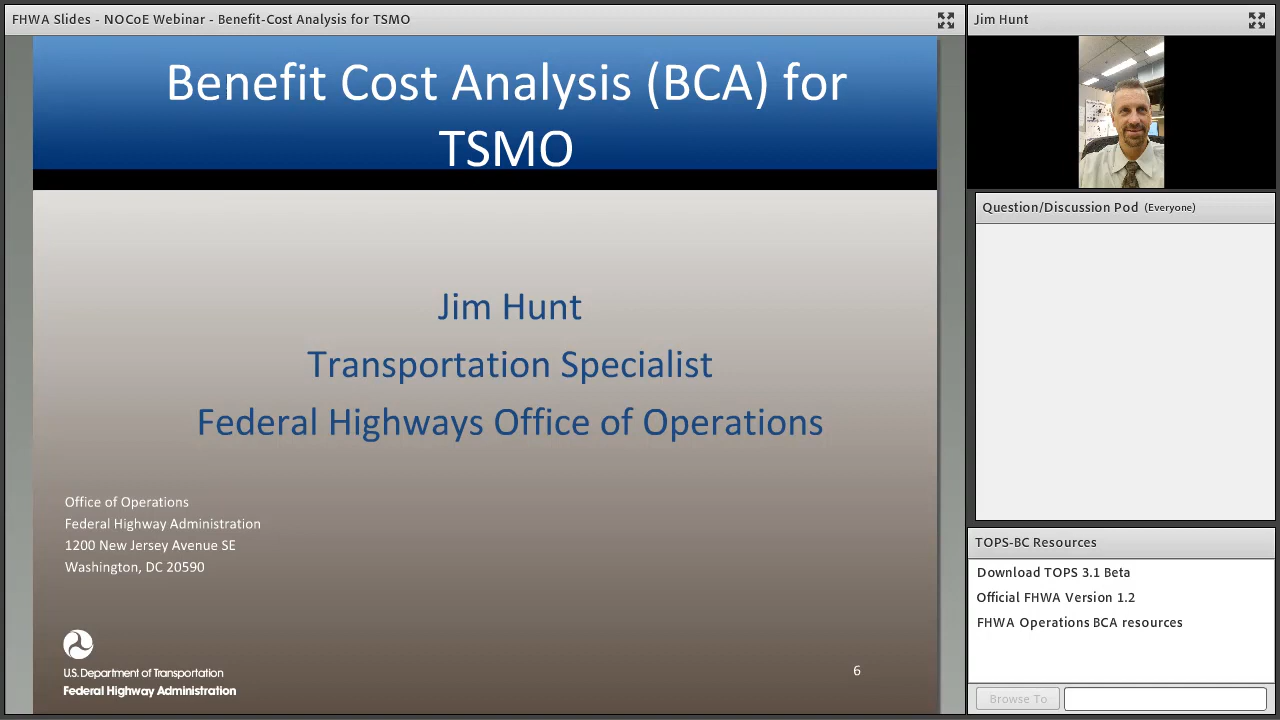 FHWA Slides - NOCoE Webinar - Benefit-Cost Analysis for TSMO
Benefit Cost Analysis (BCA) for
TSMO
Jim Hunt
Transportation Specialist
Federal Highways Office of Operations
Office of Operations
Federal Highway Administration
1200 New Jersey Avenue SE
Washington, DC 20590
U.S. Department of Transportation
Federal Highway Administration
6
Jim Hunt
Question/Discussion Pod (Everyone)
TOPS-BC Resources
Download TOPS 3.1 Beta
Official FHWA Version 1.2
FHWA Operations BCA resources
Browse To